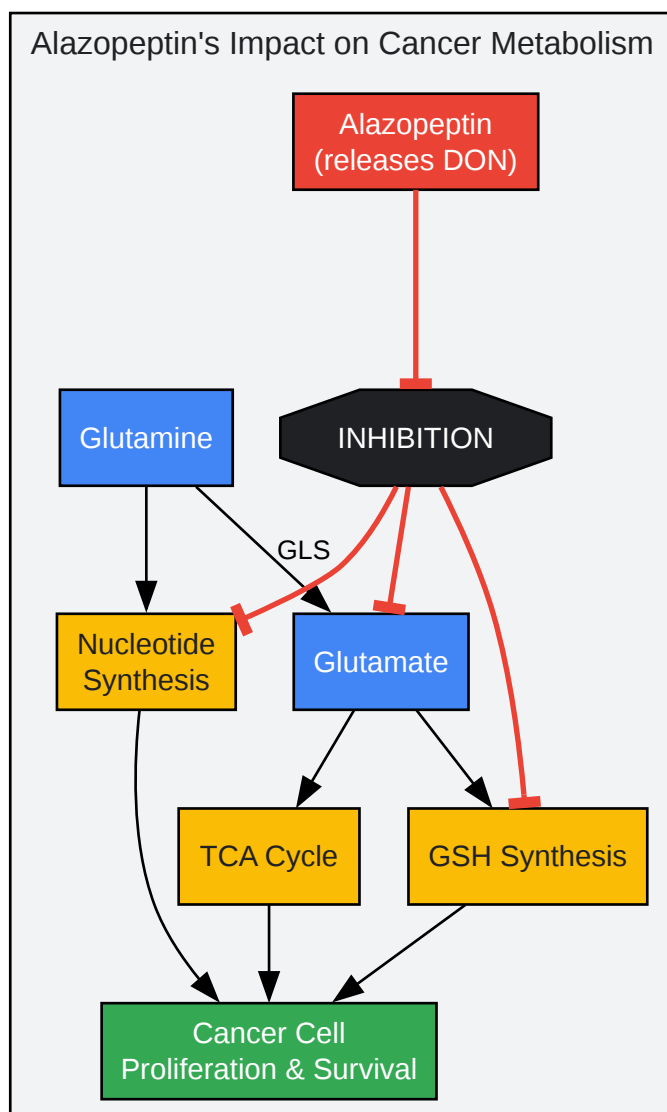 Alazopeptin's Impact on Cancer Metabolism
Alazopeptin
(releases DON)
Glutamine
INHIBITION
GLS
Nucleotide
Synthesis
Glutamate
TCA Cycle
GSH Synthesis
Cancer Cell
Proliferation & Survival